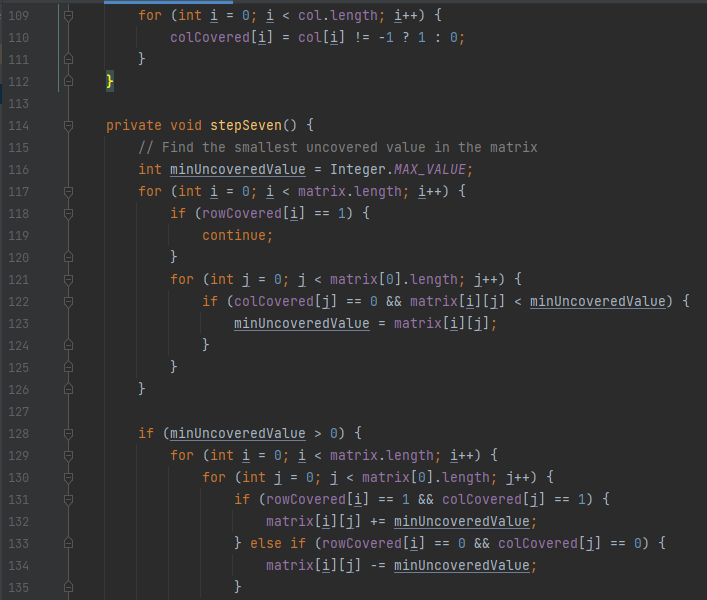 109 for (int i = 0; i < col.length; i++) {
110 colCovered[i] = col[i] != -1 ? 1 : 0;
111 }
112 }
113
114 private void stepSeven() {
115 // Find the smallest uncovered value in the matrix
116 int minUncoveredValue = Integer.MAX_VALUE;
117 for (int i = 0; i < matrix.length; i++) {
118 if (rowCovered[i] == 1) {
119 continue;
120 }
121 for (int j = 0; j < matrix[0].length; j++) {
122 if (colCovered[j] == 0 && matrix[i][j] < minUncoveredValue) {
123 minUncoveredValue = matrix[i][j];
124 }
125 }
126 }
127
128 if (minUncoveredValue > 0) {
129 for (int i = 0; i < matrix.length; i++) {
130 for (int j = 0; j < matrix[0].length; j++) {
131 if (rowCovered[i] == 1 && colCovered[j] == 1) {
132 matrix[i][j] += minUncoveredValue;
133 } else if (rowCovered[i] == 0 && colCovered[j] == 0) {
134 matrix[i][j] -= minUncoveredValue;
135 }